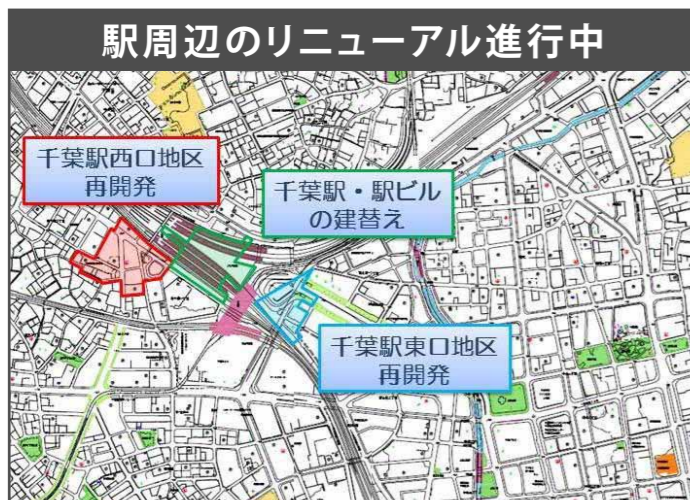 駅周辺のリニューアル進行中
千葉駅西口地区
再開発
千葉駅・駅ビル
の建替え
千葉駅東口地区
再開発